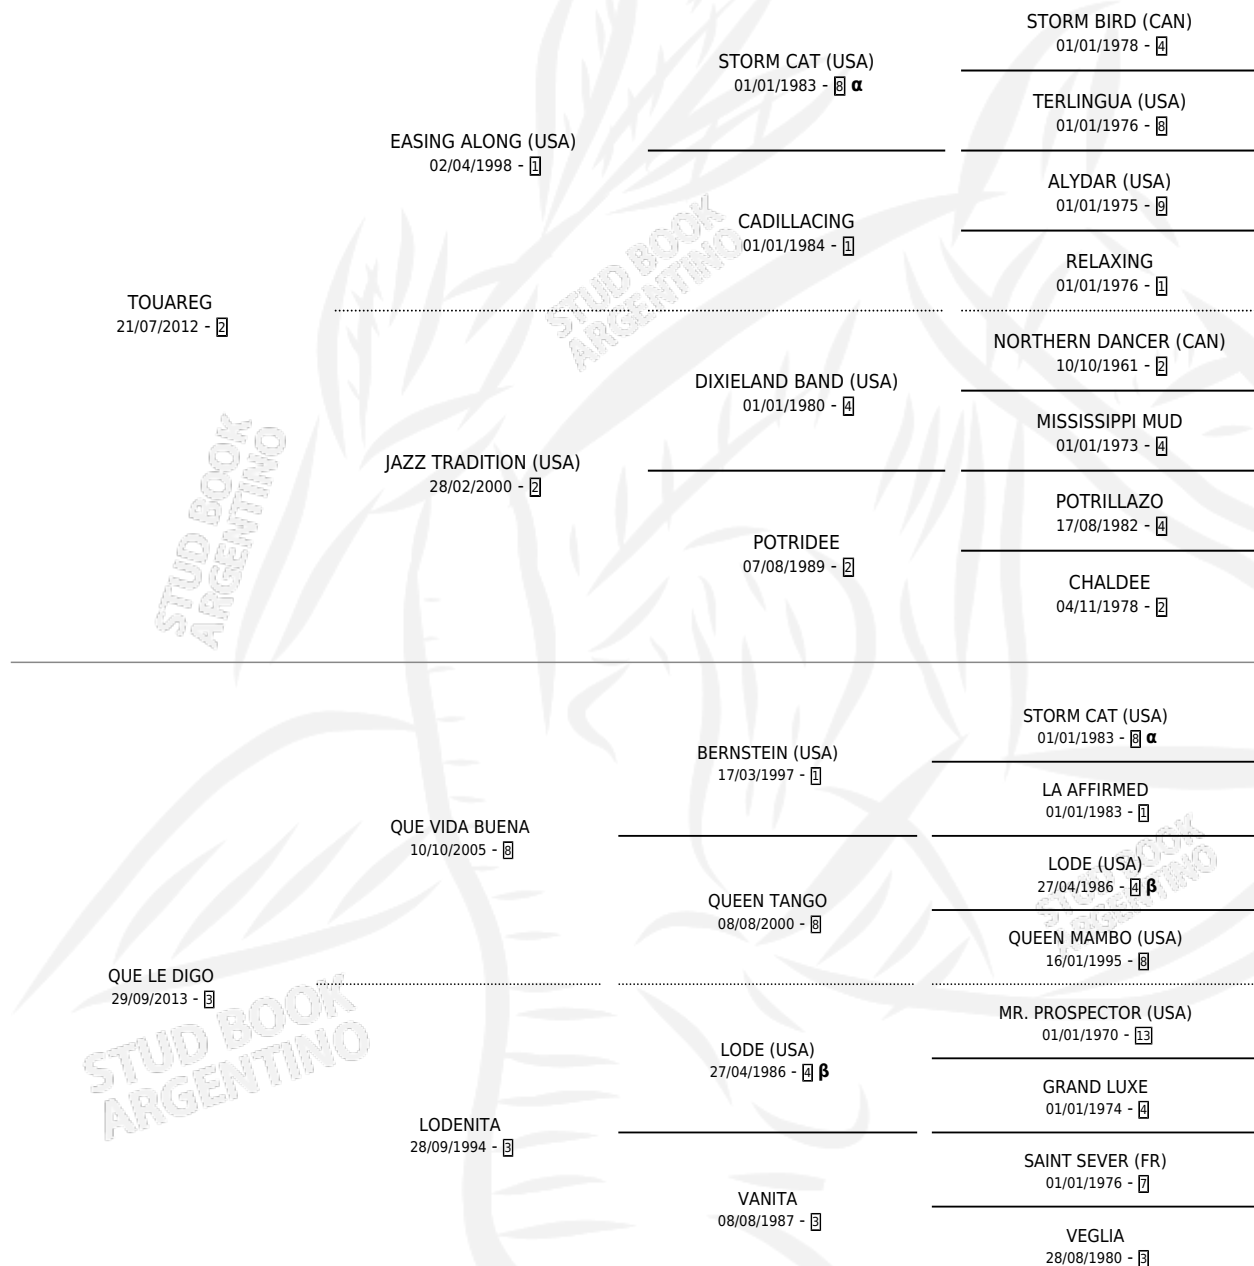 STORM BIRD (CAN)
01/01/1978 - 4
STORM CAT (USA)
01/01/1983 - 8 α
TERLINGUA (USA)
01/01/1976 - 8
EASING ALONG (USA)
02/04/1998 - 1
ALYDAR (USA)
01/01/1975 - 9
CADILLACING
01/01/1984 - 1
RELAXING
01/01/1976 - 1
TOUAREG
21/07/2012 - 2
NORTHERN DANCER (CAN)
10/10/1961 - 2
DIXIELAND BAND (USA)
01/01/1980 - 4
MISSISSIPPI MUD
01/01/1973 - 4
JAZZ TRADITION (USA)
28/02/2000 - 2
POTRILLAZO
17/08/1982 - 4
POTRIDEE
07/08/1989 - 2
CHALDEE
04/11/1978 - 2
STORM CAT (USA)
01/01/1983 - 8 α
BERNSTEIN (USA)
17/03/1997 - 1
LA AFFIRMED
01/01/1983 - 1
QUE VIDA BUENA
10/10/2005 - 8
LODE (USA)
27/04/1986 - 4 β
QUEEN TANGO
08/08/2000 - 8
QUEEN MAMBO (USA)
16/01/1995 - 8
QUE LE DIGO
29/09/2013 - 3
MR. PROSPECTOR (USA)
01/01/1970 - 13
LODE (USA)
27/04/1986 - 4 β
GRAND LUXE
01/01/1974 - 4
LODENITA
28/09/1994 - 3
SAINT SEVER (FR)
01/01/1976 - 7
VANITA
08/08/1987 - 3
VEGLIA
28/08/1980 - 3
STUD BOOK
ARGENTINO
STUD BOOK
ARGENTINO
STUD BOOK
ARGENTINO
STUD BOOK
ARGENTINO